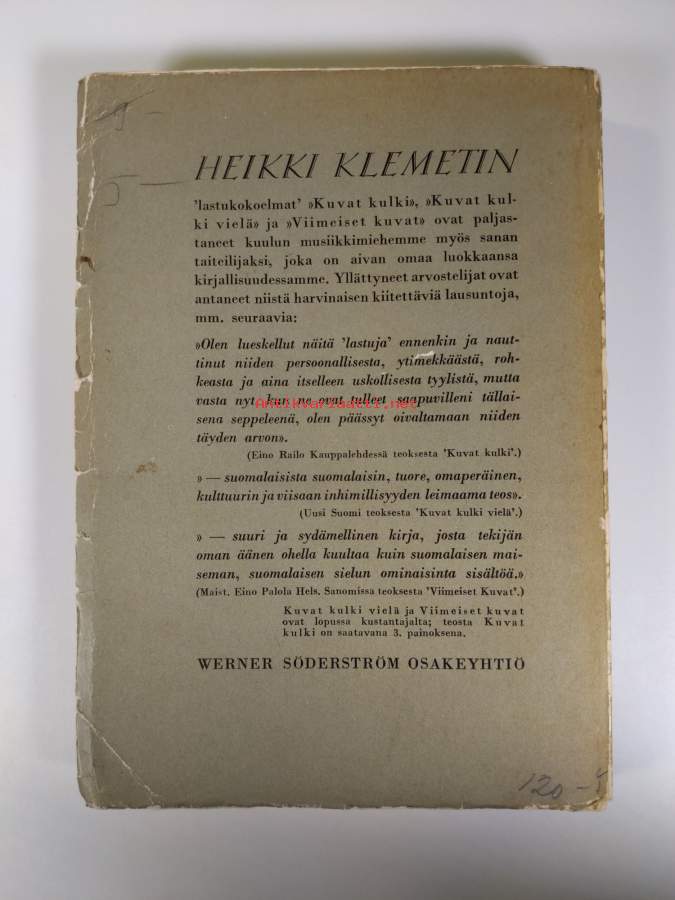 9 -
5 —
HEIKKI KLEMETIN
'lastukokoelmat' »Kuvat kulki», »Kuvat kul-
ki vielä» ja »Viimeiset kuvat» ovat paljas-
taneet kuulun musiikkimiehemme myös sanan
taiteilijaksi, joka on aivan omaa luokkaansa
kirjallisuudessamme. Yllättyneet arvostelijat ovat
antaneet niistä harvinaisen kiitettäviä lausuntoja,
mm. seuraavia:
»Olen lueskellut näitä 'lastuja' ennenkin ja naut-
tinut niiden persoonallisesta, ytimekkäästä, roh-
keasta ja aina itselleen uskollisesta tyylistä, mutta
vasta nyt, kun ne ovat tulleet saapuvilleni tällai-
Antikvariaatti.net
sena seppeleenä, olen päässyt oivaltamaan niiden
täyden arvon».
(Eino Railo Kauppalehdessä teoksesta 'Kuvat kulki'.)
» — suomalaisista suomalaisin, tuore, omaperäinen,
kulttuurin ja viisaan inhimillisyyden leimaama teos».
(Uusi Suomi teoksesta 'Kuvat kulki vielä'.)
» — suuri ja sydämellinen kirja, josta tekijän
oman äänen ohella kuultaa kuin suomalaisen mai-
seman, suomalaisen sielun ominaisinta sisältöä.»
(Maist. Eino Palola Hels. Sanomissa teoksesta 'Viimeiset Kuvat'.)
Kuvat kulki vielä ja Viimeiset kuvat
ovat lopussa kustantajalta; teosta Kuvat
kulki on saatavana 3. painoksena.
WERNER SÖDERSTRÖM OSAKEYHTIÖ
120 -